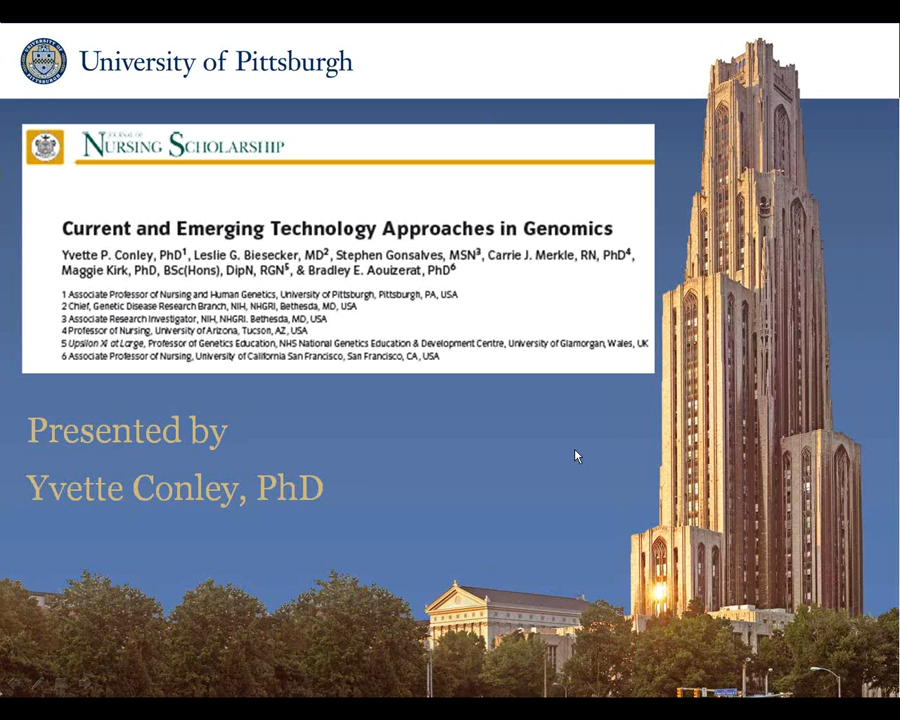 University of Pittsburgh
JOURNAL OF
NURSING SCHOLARSHIP
Current and Emerging Technology Approaches in Genomics
Yvette P. Conley, PhD1, Leslie G. Biesecker, MD2, Stephen Gonsalves, MSN3, Carrie J. Merkle, RN, PhD4,
Maggie Kirk, PhD, BSc(Hons), DipN, RGN5, & Bradley E. Aouizerat, PhD6
1 Associate Professor of Nursing and Human Genetics, University of Pittsburgh, Pittsburgh, PA, USA
2 Chief, Genetic Disease Research Branch, NIH, NHGRI, Bethesda, MD, USA
3 Associate Research Investigator, NIH, NHGRI. Bethesda, MD, USA
4 Professor of Nursing, University of Arizona, Tucson, AZ, USA
5 Upsilon Xi at Large, Professor of Genetics Education, NHS National Genetics Education & Development Centre, University of Glamorgan, Wales, UK
6 Associate Professor of Nursing, University of California San Francisco, San Francisco, CA, USA
Presented by
Yvette Conley, PhD